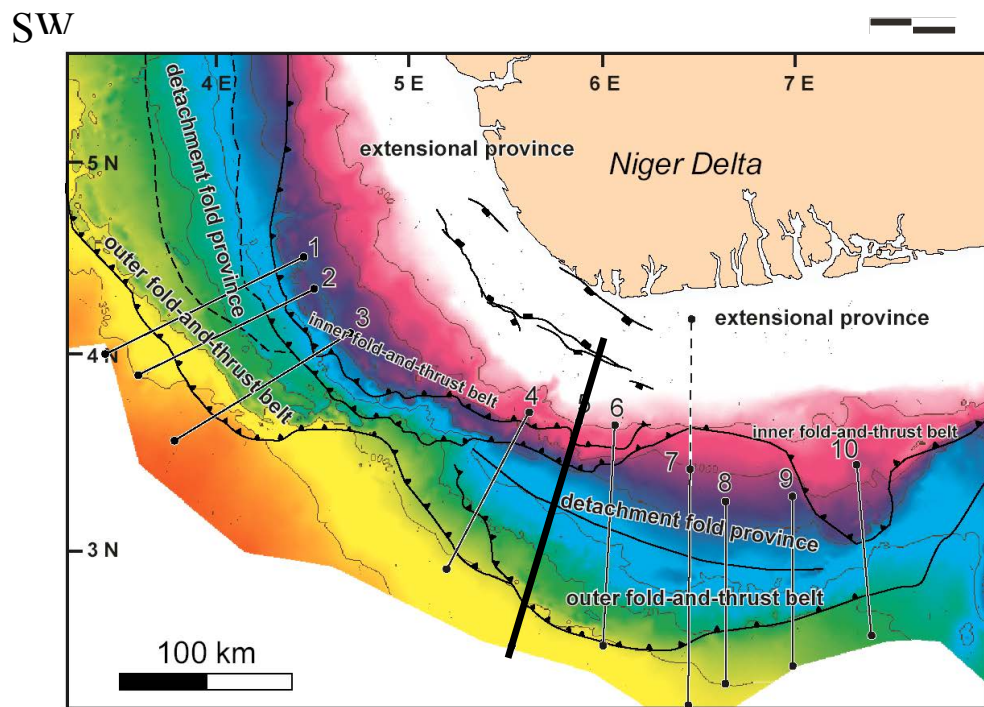 SW
4 E
5 E
6 E
7 E
5 N
4 N
3 N
extensional province
Niger Delta
detachment fold province
outer fold-and-thrust belt
inner fold-and-thrust belt
extensional province
inner fold-and-thrust belt
detachment fold province
outer fold-and-thrust belt
1
2
3
4
5
6
7
8
9
10
100 km